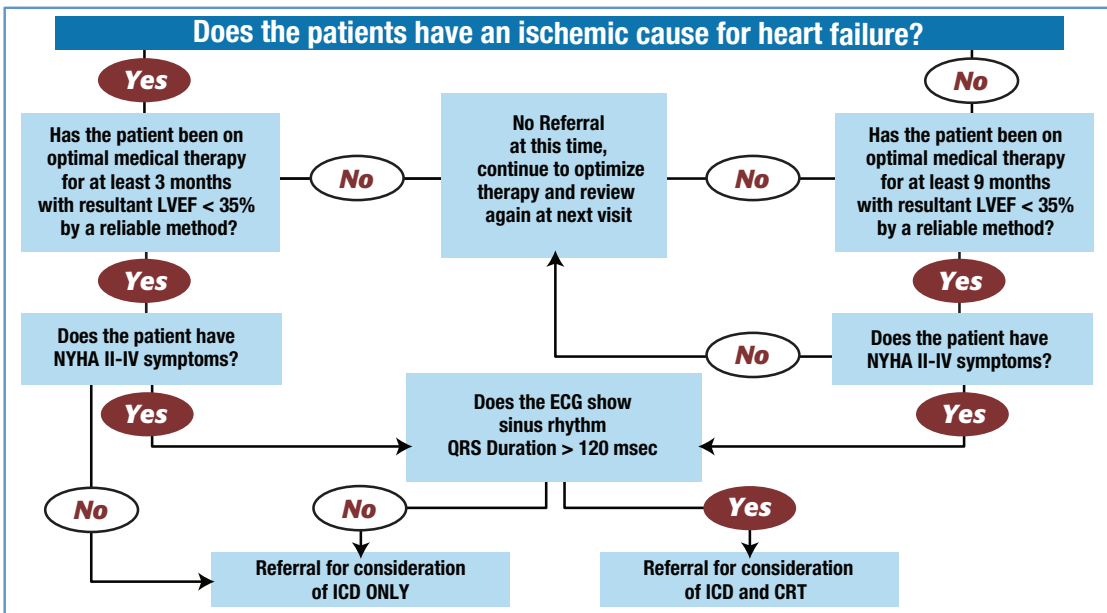 Does the patients have an ischemic cause for heart failure?
Yes
No
Has the patient been on
optimal medical therapy
for at least 3 months
with resultant LVEF < 35%
by a reliable method?
No
No Referral
at this time,
continue to optimize
therapy and review
again at next visit
No
Has the patient been on
optimal medical therapy
for at least 9 months
with resultant LVEF < 35%
by a reliable method?
Yes
Yes
Does the patient have
NYHA II-IV symptoms?
No
Does the patient have
NYHA II-IV symptoms?
Yes
Does the ECG show
sinus rhythm
QRS Duration > 120 msec
Yes
No
No
Yes
Referral for consideration
of ICD ONLY
Referral for consideration
of ICD and CRT